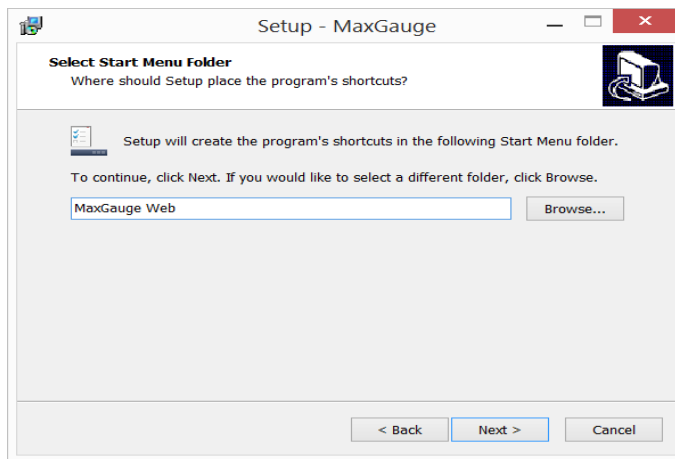 Setup - MaxGauge
Select Start Menu Folder
Where should Setup place the program's shortcuts?
Setup will create the program's shortcuts in the following Start Menu folder.
To continue, click Next. If you would like to select a different folder, click Browse.
MaxGauge Web
Browse...
< Back
Next >
Cancel